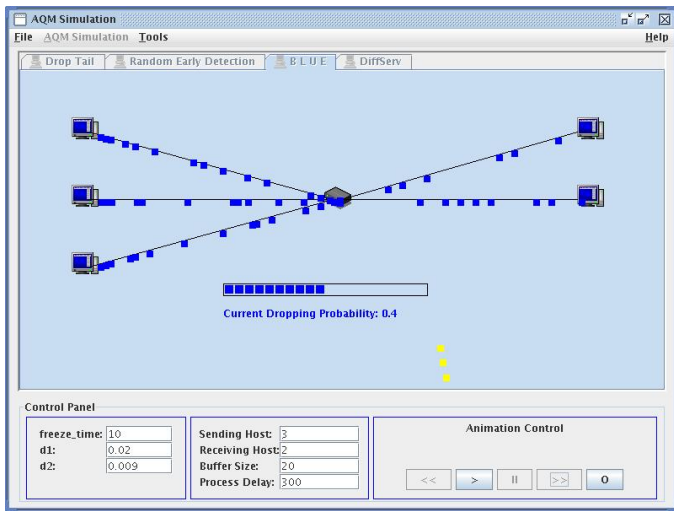 AQM Simulation
File AQM Simulation Tools Help
Drop Tail Random Early Detection B L U E DiffServ
Current Dropping Probability: 0.4
Control Panel
freeze_time: 10
d1: 0.02
d2: 0.009
Sending Host: 3
Receiving Host: 2
Buffer Size: 20
Process Delay: 300
Animation Control
<< > II >> O